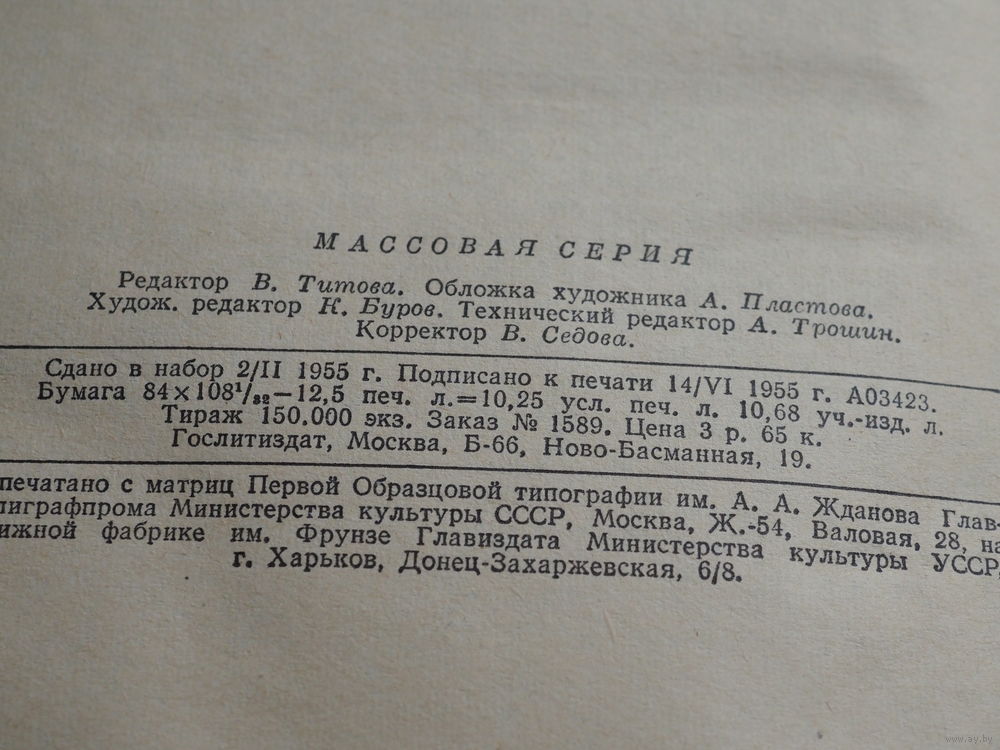 МАССОВАЯ СЕРИЯ
Редактор В. Титова. Обложка художника А. Пластова.
Худож. редактор Н. Буров. Технический редактор А. Трошин.
Корректор В. Седова.
Сдано в набор 2/II 1955 г. Подписано к печати 14/VI 1955 г. А03423.
Бумага 84×108¹/₃₂—12,5 печ. л.=10,25 усл. печ. л. 10,68 уч.-изд. л.
Тираж 150.000 экз. Заказ № 1589. Цена 3 р. 65 к.
Гослитиздат, Москва, Б-66, Ново-Басманная, 19.
печатано с матриц Первой Образцовой типографии им. А. А. Жданова Глав-
лиграфпрома Министерства культуры СССР, Москва, Ж.-54, Валовая, 28, на
ижной фабрике им. Фрунзе Главиздата Министерства культуры УССР,
г. Харьков, Донец-Захаржевская, 6/8.
www.ay.by